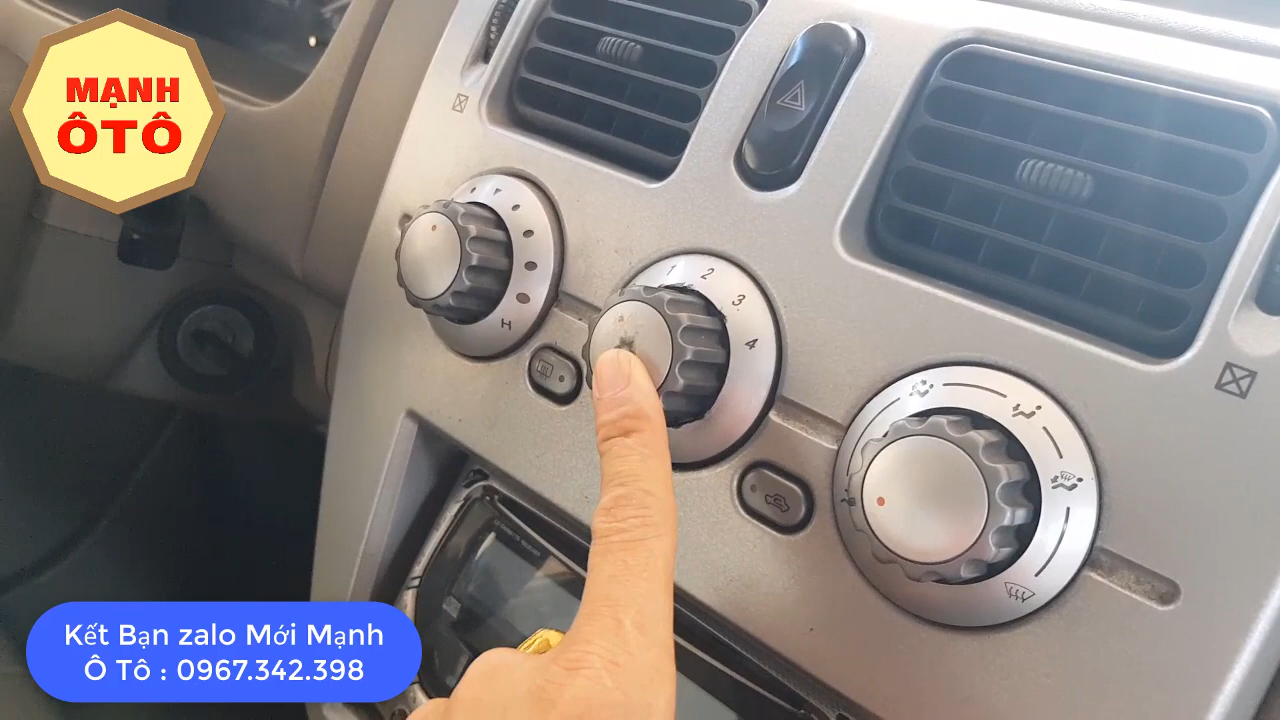 MẠNH
ÔTÔ
1 2 3 4
H
Kết Bạn zalo Mới Mạnh
Ô Tô : 0967.342.398